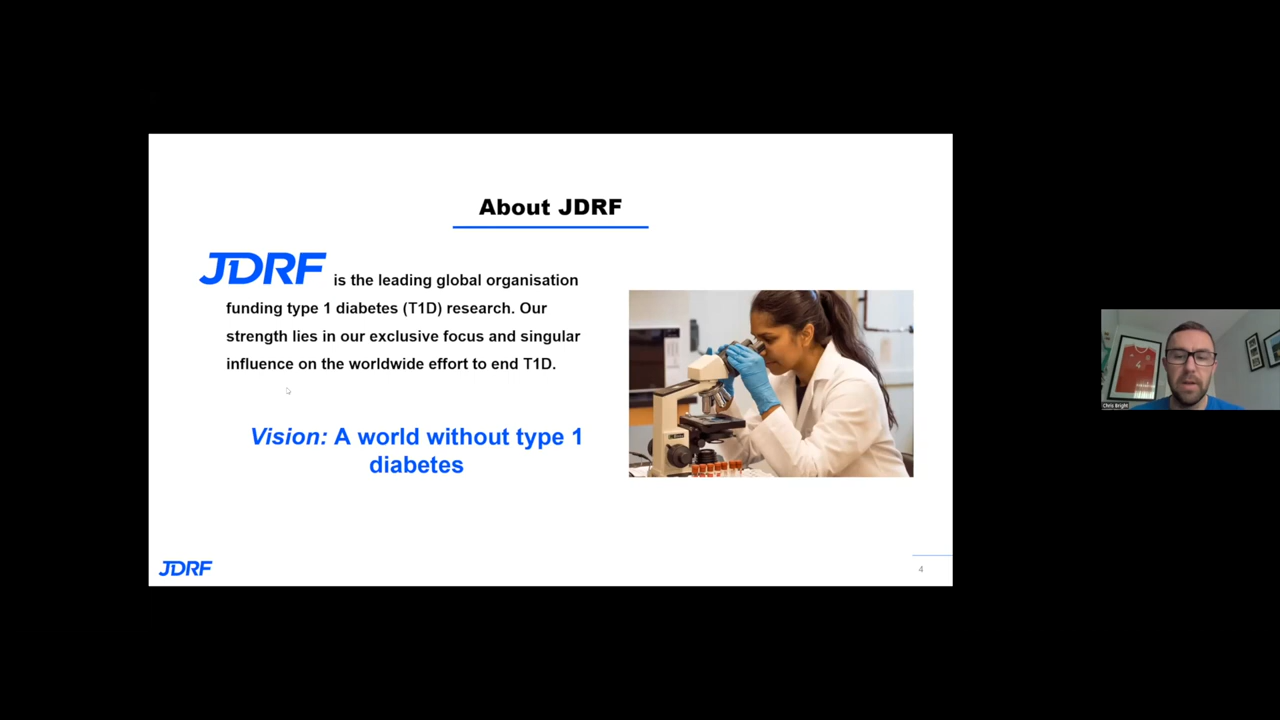 About JDRF
JDRF is the leading global organisation
funding type 1 diabetes (T1D) research. Our
strength lies in our exclusive focus and singular
influence on the worldwide effort to end T1D.
Vision: A world without type 1
diabetes
JDRF
4
4
Chris Bright